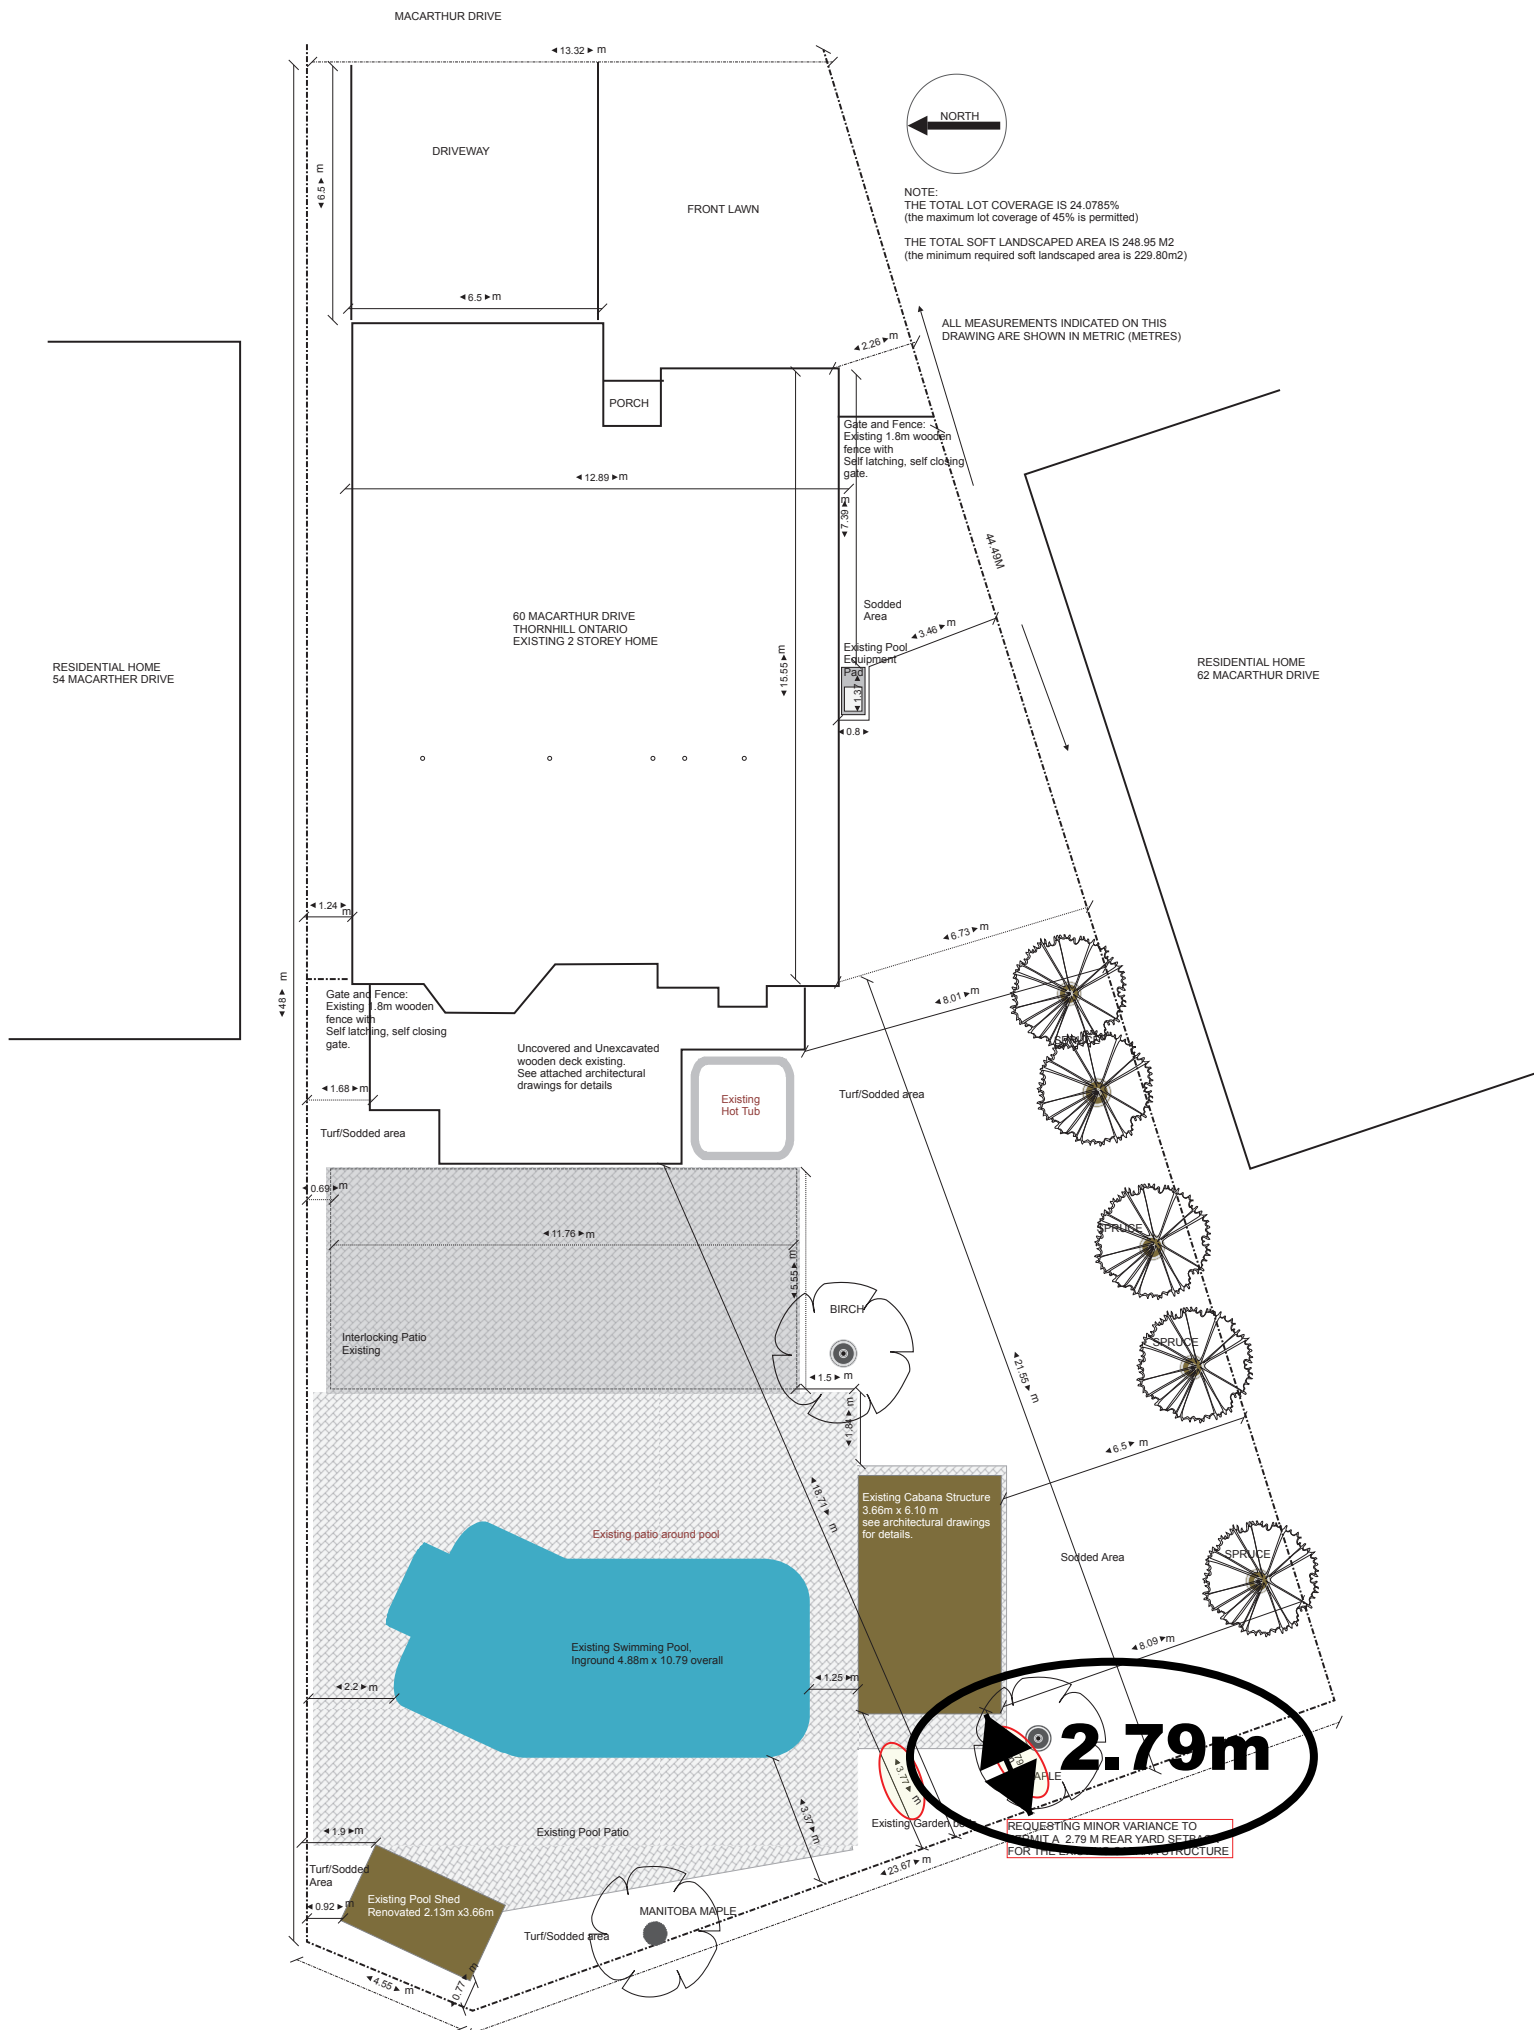 MACARTHUR DRIVE
13.32 m
NORTH
DRIVEWAY
6.5 m
FRONT LAWN
NOTE:
THE TOTAL LOT COVERAGE IS 24.0785%
(the maximum lot coverage of 45% is permitted)
THE TOTAL SOFT LANDSCAPED AREA IS 248.95 M2
(the minimum required soft landscaped area is 229.80m2)
6.5 m
ALL MEASUREMENTS INDICATED ON THIS
DRAWING ARE SHOWN IN METRIC (METRES)
2.26 m
PORCH
Gate and Fence:
Existing 1.8m wooden
fence with
Self latching, self closing
gate.
12.89 m
7.39 m
44.49M
60 MACARTHUR DRIVE
THORNHILL ONTARIO
EXISTING 2 STOREY HOME
Sodded
Area
3.46 m
15.55 m
Existing Pool
Equipment
Pad
1.37
0.8
RESIDENTIAL HOME
54 MACARTHER DRIVE
RESIDENTIAL HOME
62 MACARTHUR DRIVE
1.24 m
6.73 m
48 m
8.01 m
Gate and Fence:
Existing 1.8m wooden
fence with
Self latching, self closing
gate.
Uncovered and Unexcavated
wooden deck existing.
See attached architectural
drawings for details
SPRUCE
1.68 m
Existing
Hot Tub
Turf/Sodded area
Turf/Sodded area
0.69 m
11.76 m
5.55 m
SPRUCE
BIRCH
Interlocking Patio
Existing
SPRUCE
1.5 m
21.55 m
1.84 m
6.5 m
18.71 m
Existing Cabana Structure
3.66m x 6.10 m
see architectural drawings
for details.
Existing patio around pool
Sodded Area
SPRUCE
Existing Swimming Pool,
Inground 4.88m x 10.79 overall
8.09 m
1.25 m
2.2 m
2.79m
3.77 m
3.37 m
Existing Garden
REQUESTING MINOR VARIANCE TO
A 2.79 M REAR YARD
FOR THE
1.9 m
Existing Pool Patio
23.67 m
Turf/Sodded
Area
0.92 m
Existing Pool Shed
Renovated 2.13m x3.66m
MANITOBA MAPLE
Turf/Sodded area
4.55 m
0.77 m